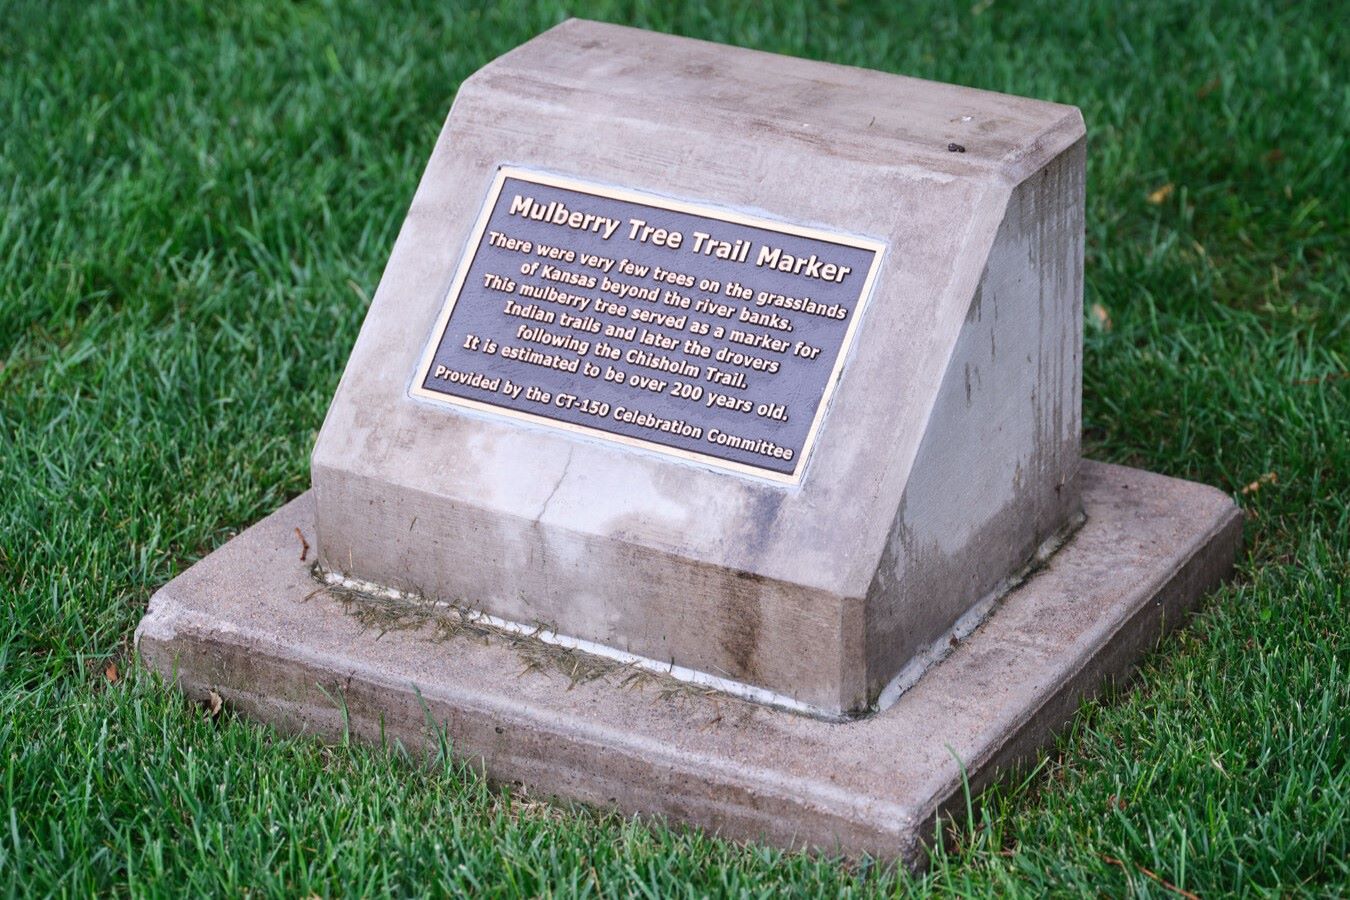 Mulberry Tree Trail Marker
There were very few trees on the grasslands
of Kansas beyond the river banks.
This mulberry tree served as a marker for
Indian trails and later the drovers
following the Chisholm Trail.
It is estimated to be over 200 years old.
Provided by the CT-150 Celebration Committee